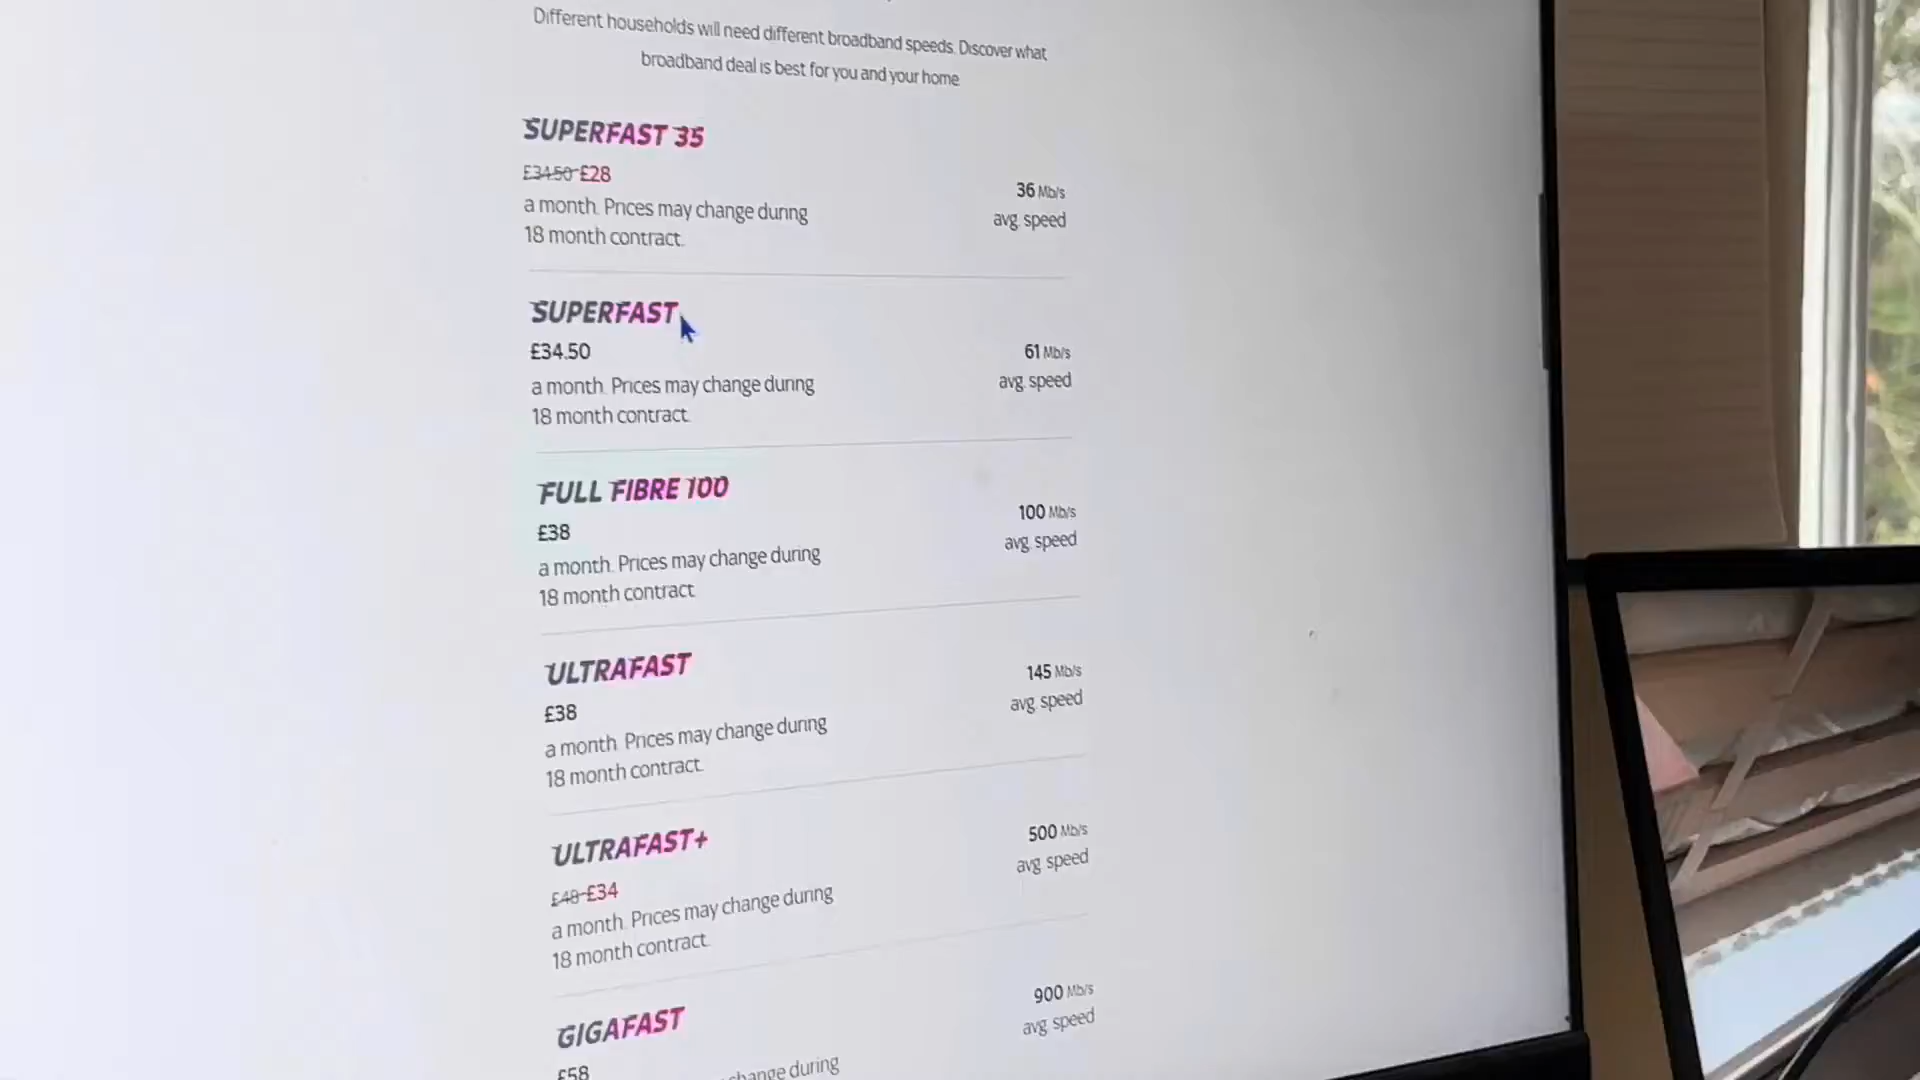 Different households will need different broadband speeds. Discover what
broadband deal is best for you and your home
SUPERFAST 35
£34.50 £28
a month. Prices may change during
18 month contract.
36 Mb/s
avg. speed
SUPERFAST
£34.50
a month. Prices may change during
18 month contract.
61 Mb/s
avg. speed
FULL FIBRE 100
£38
a month. Prices may change during
18 month contract
100 Mb/s
avg. speed
ULTRAFAST
£38
a month. Prices may change during
18 month contract.
145 Mb/s
avg. speed
ULTRAFAST+
£48 £34
a month. Prices may change during
18 month contract.
500 Mb/s
avg. speed
GIGAFAST
£58
change during
900 Mb/s
avg. speed